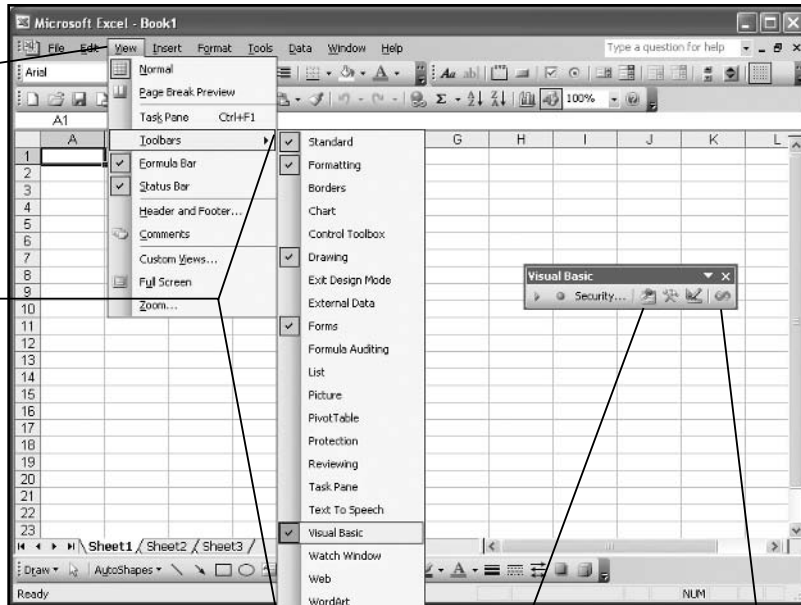 Microsoft Excel - Book1
File Edit View Insert Format Tools Data Window Help
Type a question for help
Arial
100%
A1
A
G H I J K L
Normal
Page Break Preview
Task Pane Ctrl+F1
Toolbars
Formula Bar
Status Bar
Header and Footer...
Comments
Custom Views...
Full Screen
Zoom...
Standard
Formatting
Borders
Chart
Control Toolbox
Drawing
Exit Design Mode
External Data
Forms
Formula Auditing
List
Picture
PivotTable
Protection
Reviewing
Task Pane
Text To Speech
Visual Basic
Watch Window
Web
WordArt
Visual Basic
Security...
1
2
3
4
5
6
7
8
9
10
11
12
13
14
15
16
17
18
19
20
21
22
23
Sheet1 Sheet2 Sheet3
Draw AutoShapes
Ready
NUM